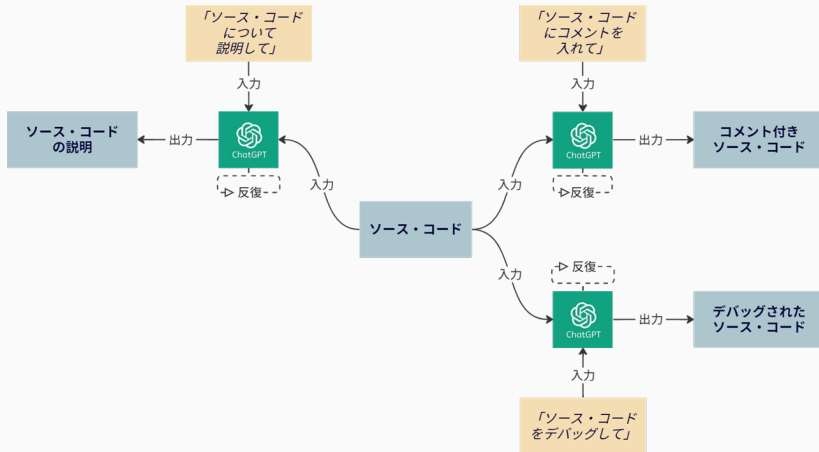 「ソース・コード
について
説明して」
「ソース・コード
にコメントを
入れて」
入力
入力
ソース・コード
の説明
出力
ChatGPT
ChatGPT
出力
コメント付き
ソース・コード
反復
入力
入力
反復
ソース・コード
入力
反復
ChatGPT
出力
デバッグされた
ソース・コード
入力
「ソース・コード
をデバッグして」